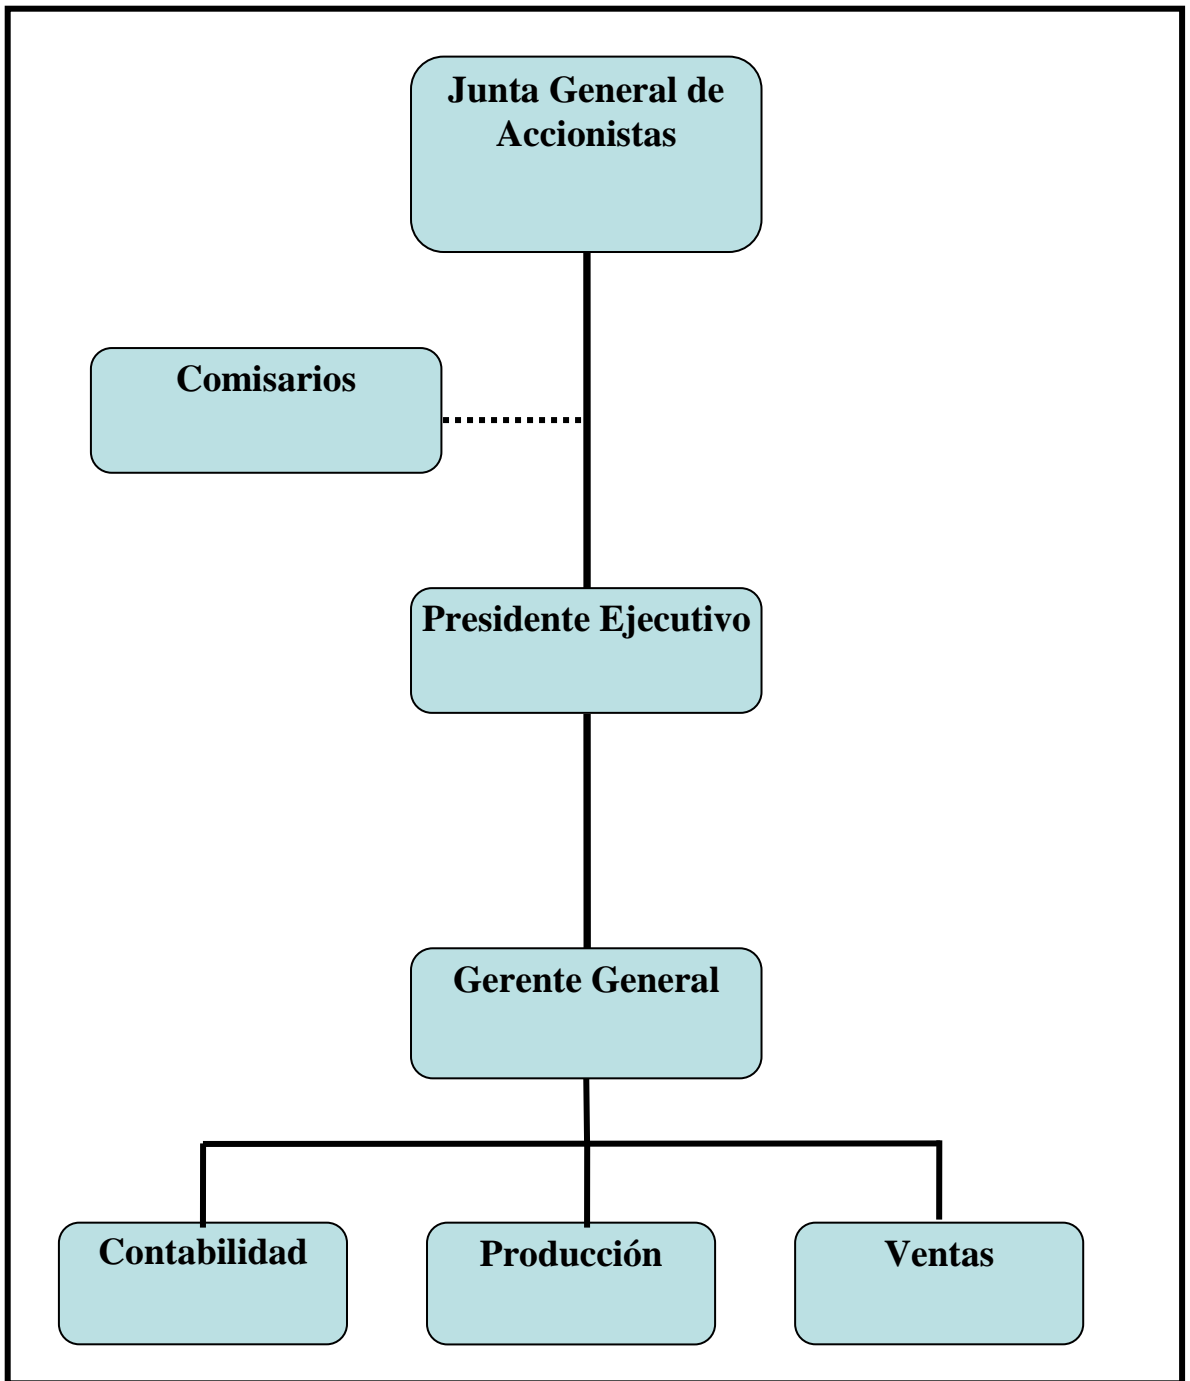 Junta General de
Accionistas
Comisarios
Presidente Ejecutivo
Gerente General
Contabilidad
Producción
Ventas